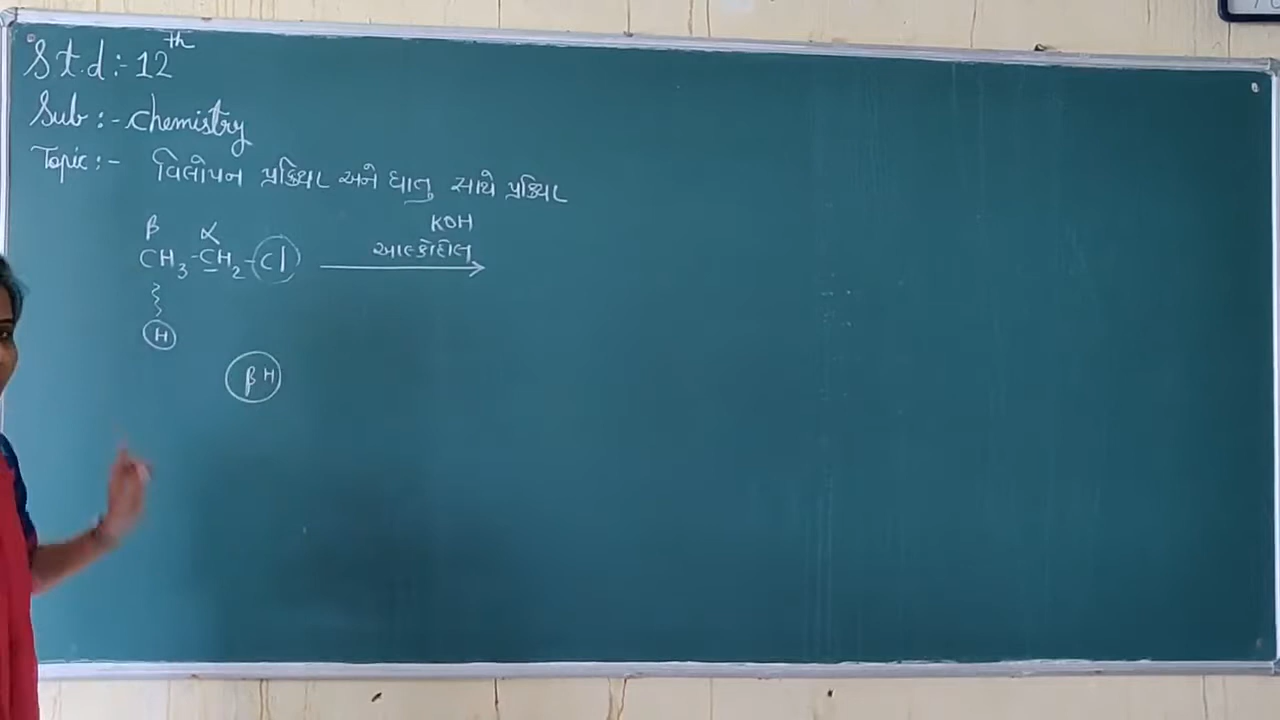 Std:- 12th
Sub:- Chemistry
Topic:- વિલોપન પ્રક્રિયા અને ધાતુ સાથે પ્રક્રિયા
β α KOH
CH3-CH2-Cl આલ્કોહોલ
H
βH